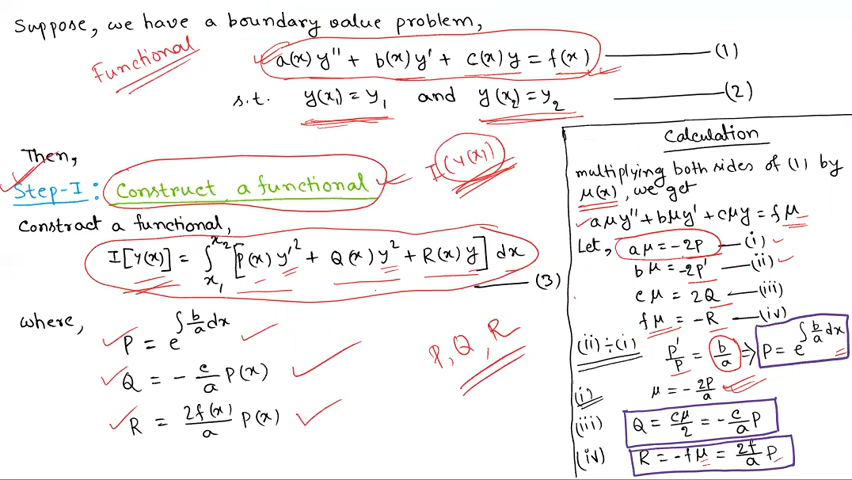 Suppose, we have a boundary value problem,
Functional
a(x) y'' + b(x) y' + c(x) y = f(x) (1)
s.t. y(x₁) = y₁ and y(x₂) = y₂ (2)
Then,
I(y(x))
Step-I: Construct a functional
Construct a functional,
I[y(x)] = ∫_{x₁}^{x₂} [P(x) y'² + Q(x) y² + R(x) y] dx (3)
where,
P = e^{∫ b/a dx}
Q = - c/a P(x)
R = 2f(x)/a P(x)
P, Q, R
Calculation
multiplying both sides of (1) by
μ(x), we get
aμy'' + bμy' + cμy = fμ
Let, aμ = -2P (i)
bμ = -2P' (ii)
cμ = 2Q (iii)
fμ = -R (iv)
(ii) ÷ (i) P'/P = b/a ⇒ P = e^{∫ b/a dx}
(i) μ = - 2P/a
(iii) Q = cμ/2 = - c/a P
(iv) R = -fμ = 2f/a P